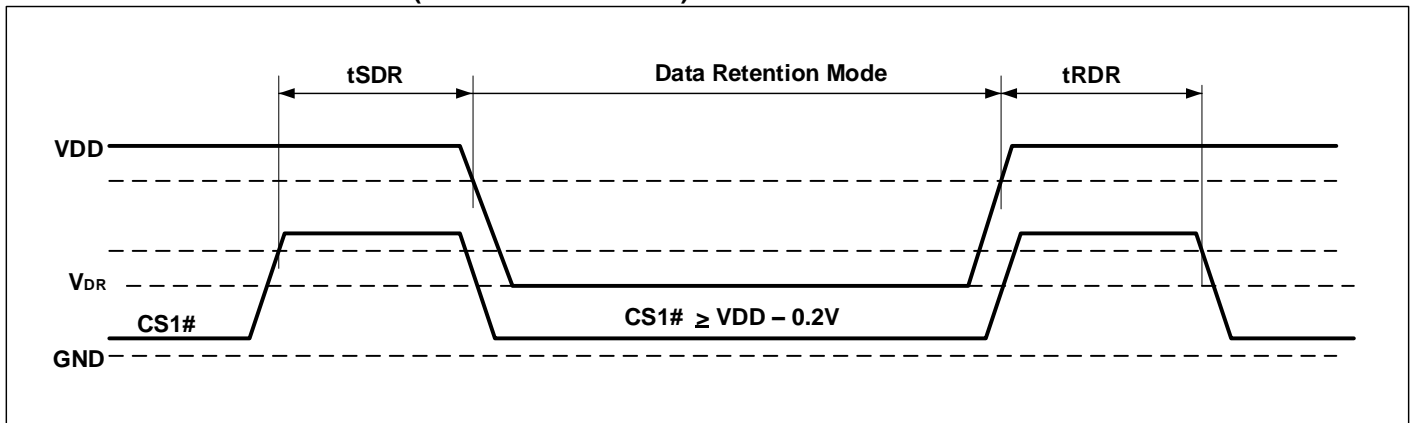 tSDR
Data Retention Mode
tRDR
VDD
VDR
CS1#
CS1# ≥ VDD – 0.2V
GND